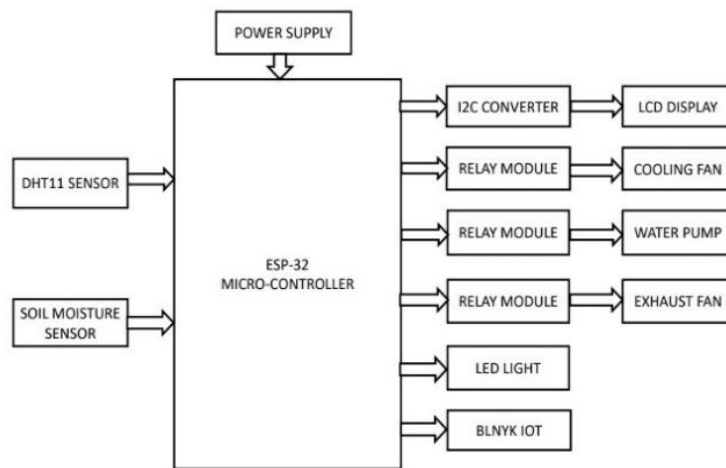 POWER SUPPLY
I2C CONVERTER
LCD DISPLAY
DHT11 SENSOR
RELAY MODULE
COOLING FAN
RELAY MODULE
WATER PUMP
ESP-32
MICRO-CONTROLLER
SOIL MOISTURE
SENSOR
RELAY MODULE
EXHAUST FAN
LED LIGHT
BLNYK IOT